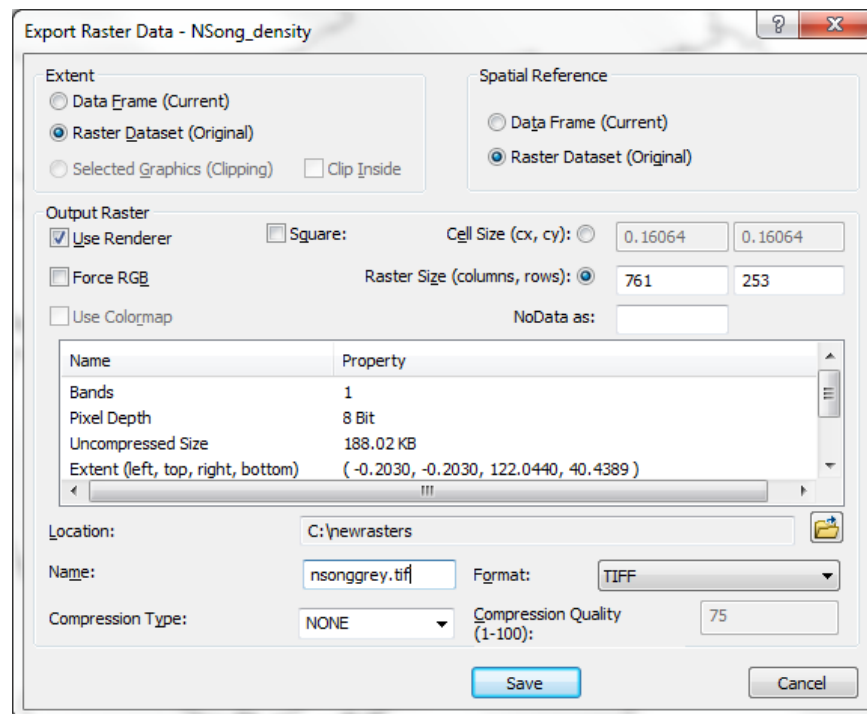 Export Raster Data - NSong_density
Extent
Data Frame (Current)
Raster Dataset (Original)
Selected Graphics (Clipping) Clip Inside
Spatial Reference
Data Frame (Current)
Raster Dataset (Original)
Output Raster
Use Renderer Square: Cell Size (cx, cy): 0.16064 0.16064
Force RGB Raster Size (columns, rows): 761 253
Use Colormap NoData as:
Name Property
Bands 1
Pixel Depth 8 Bit
Uncompressed Size 188.02 KB
Extent (left, top, right, bottom) ( -0.2030, -0.2030, 122.0440, 40.4389 )
Location: C:\newrasters
Name: nsonggrey.tif Format: TIFF
Compression Type: NONE Compression Quality
(1-100): 75
Save Cancel